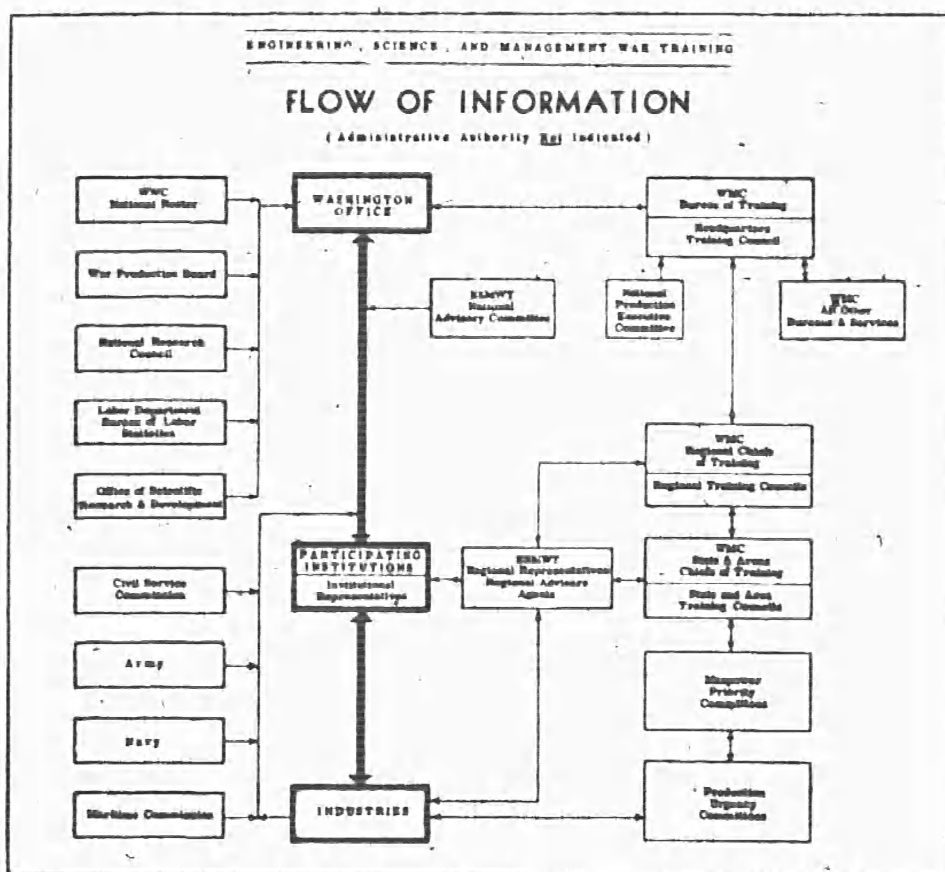 ENGINEERING, SCIENCE, AND MANAGEMENT WAR TRAINING
FLOW OF INFORMATION
(Administrative Authority Not Indicated)
WMC
National Roster
War Production Board
National Research
Council
Labor Department
Bureau of Labor
Statistics
Office of Scientific
Research & Development
Civil Service
Commission
Army
Navy
Maritime Commission
WASHINGTON
OFFICE
ESMWT
National
Advisory Committee
PARTICIPATING
INSTITUTIONS
Institutional
Representatives
INDUSTRIES
ESMWT
Regional Representatives
Regional Advisors
Agents
WMC
Bureau of Training
Headquarters
Training Council
National
Production
Executive
Committee
WMC
All Other
Bureaus & Services
WMC
Regional Chiefs
of Training
Regional Training Councils
WMC
State & Area
Chiefs of Training
State and Area
Training Councils
Manpower
Priority
Committees
Production
Urgency
Committees